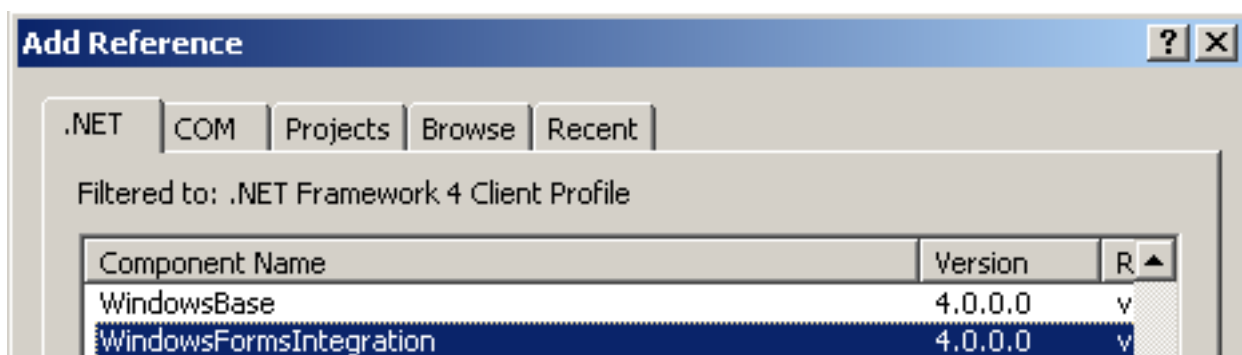 Add Reference
.NET COM Projects Browse Recent
Filtered to: .NET Framework 4 Client Profile
Component Name Version R
WindowsBase 4.0.0.0 v
WindowsFormsIntegration 4.0.0.0 v